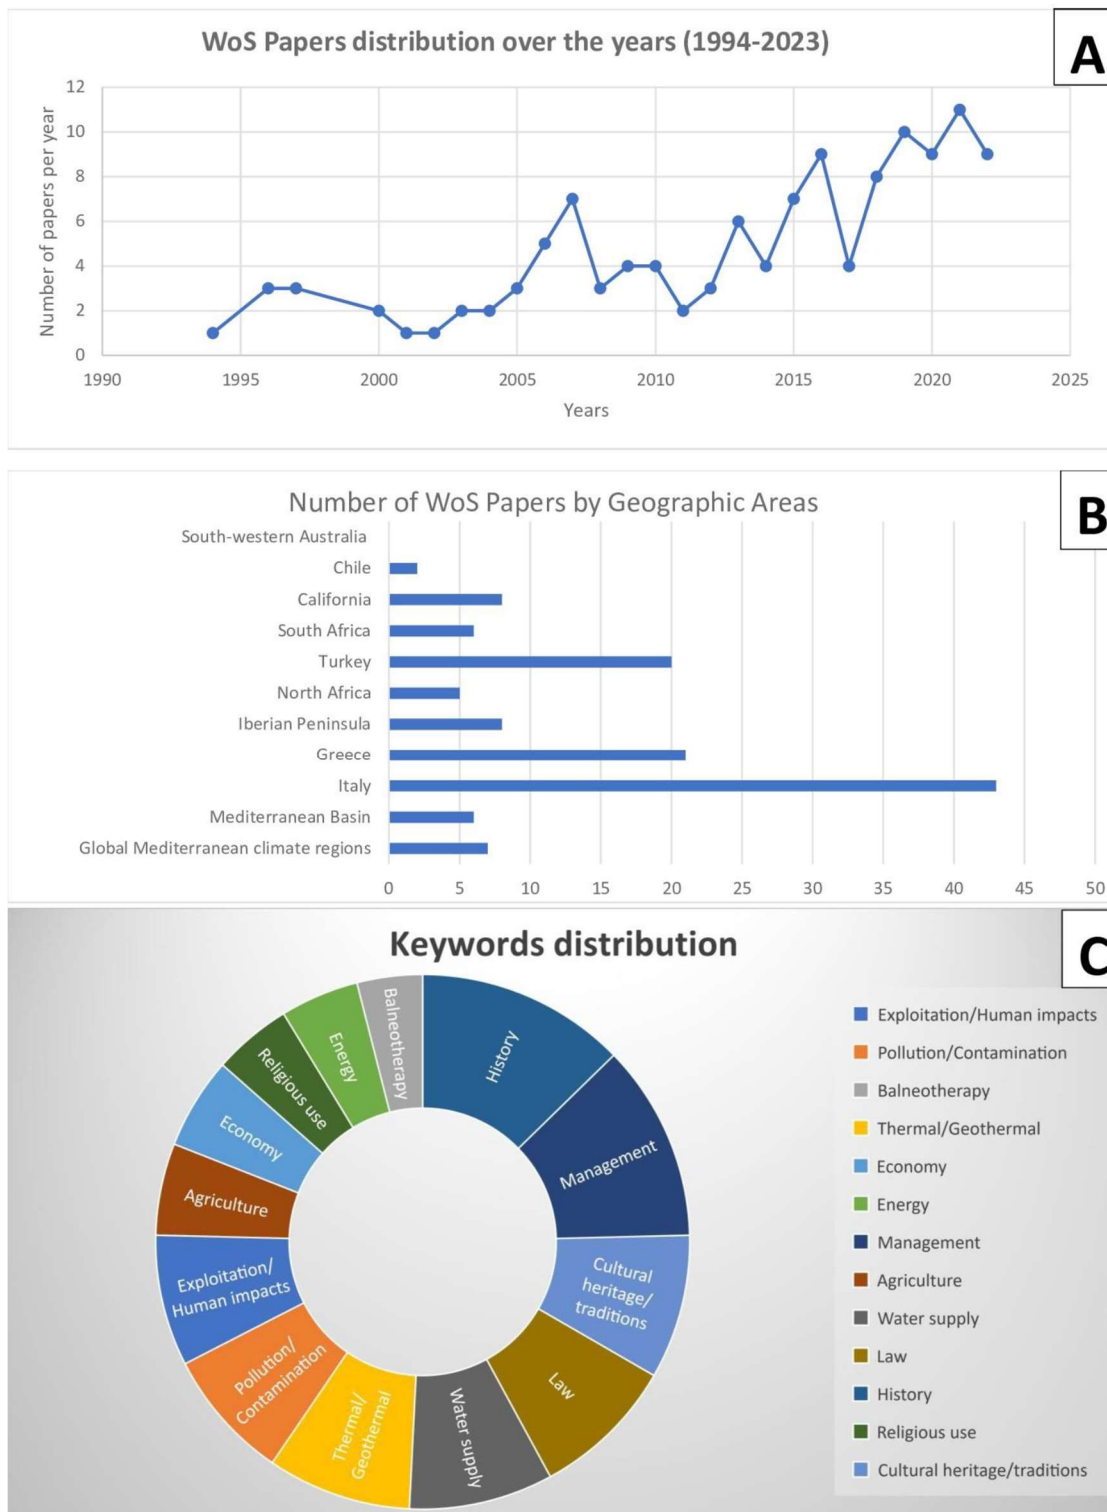 WoS Papers distribution over the years (1994-2023)
A
Number of papers per year
12
10
8
6
4
2
0
1990
1995
2000
2005
2010
2015
2020
2025
Years
Number of WoS Papers by Geographic Areas
B
South-western Australia
Chile
California
South Africa
Turkey
North Africa
Iberian Peninsula
Greece
Italy
Mediterranean Basin
Global Mediterranean climate regions
0
5
10
15
20
25
30
35
40
45
50
Keywords distribution
C
History
Management
Cultural
heritage/
traditions
Law
Water supply
Thermal/
Geothermal
Pollution/
Contamination
Exploitation/
Human impacts
Agriculture
Economy
Religious use
Energy
Balneotherapy
Exploitation/Human impacts
Pollution/Contamination
Balneotherapy
Thermal/Geothermal
Economy
Energy
Management
Agriculture
Water supply
Law
History
Religious use
Cultural heritage/traditions